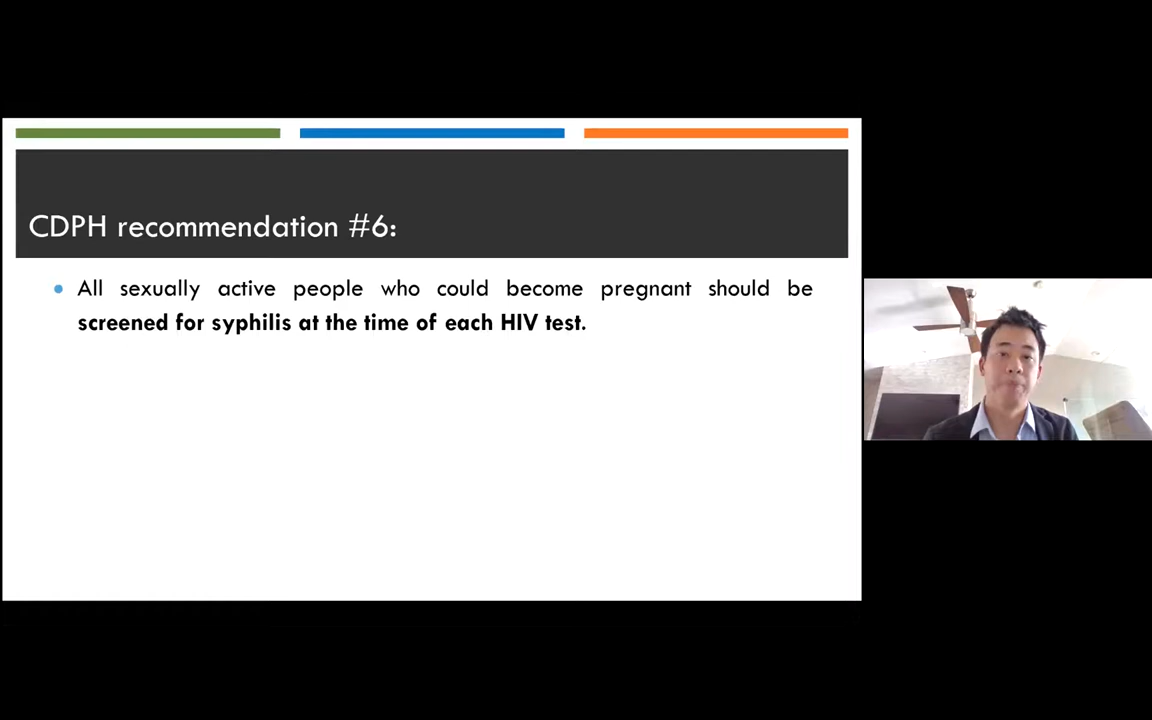 CDPH recommendation #6:
All sexually active people who could become pregnant should be
screened for syphilis at the time of each HIV test.